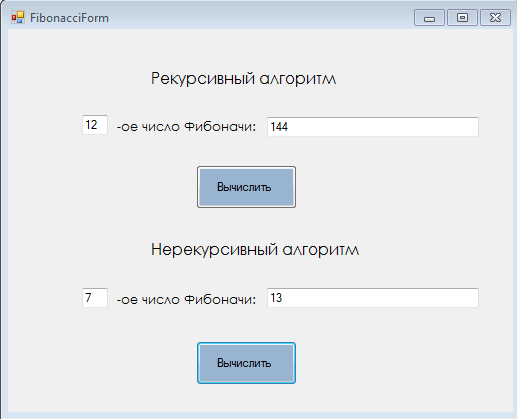 FibonacciForm
Рекурсивный алгоритм
12 -ое число Фибоначи: 144
Вычислить
Нерекурсивный алгоритм
7 -ое число Фибоначи: 13
Вычислить